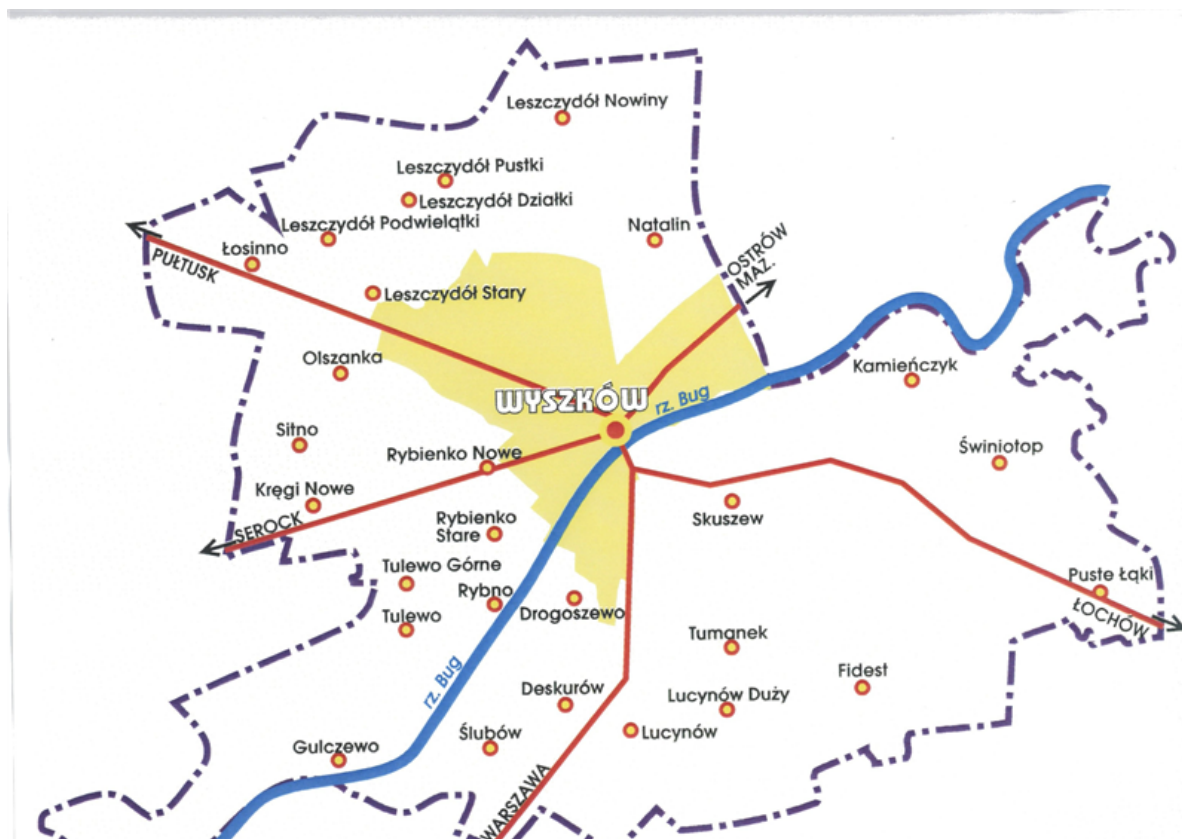 Leszczydół Nowiny
Leszczydół Pustki
Leszczydół Działki
Leszczydół Podwielątki
Natalin
Łosinno
PUŁTUSK
OSTRÓW
MAZ.
Leszczydół Stary
Olszanka
Kamieńczyk
WYSZKÓW
rz. Bug
Sitno
Rybienko Nowe
Świniotop
Kręgi Nowe
SEROCK
Rybienko
Stare
Skuszew
Tulewo Górne
Rybno
Drogoszewo
Puste Łąki
ŁOCHÓW
Tulewo
Tumanek
rz. Bug
Deskurów
Lucynów Duży
Fidest
Gulczewo
Ślubów
Lucynów
WARSZAWA